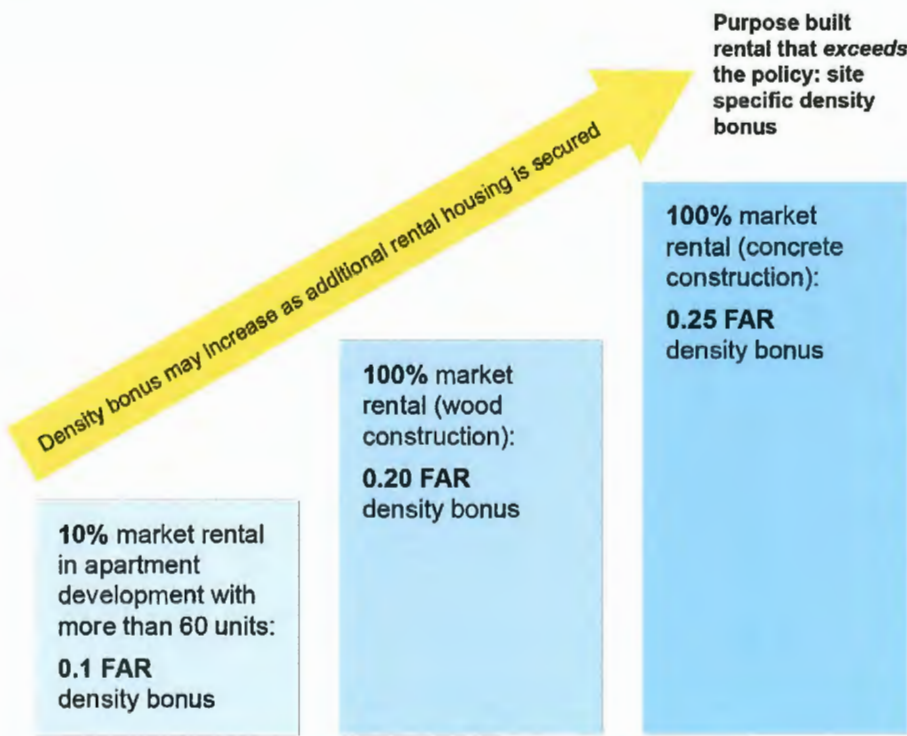 Purpose built
rental that exceeds
the policy: site
specific density
bonus
Density bonus may increase as additional rental housing is secured
100% market
rental (concrete
construction):
0.25 FAR
density bonus
100% market
rental (wood
construction):
0.20 FAR
density bonus
10% market rental
in apartment
development with
more than 60 units:
0.1 FAR
density bonus